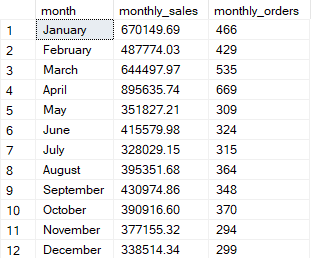 month monthly_sales monthly_orders
1 January 670149.69 466
2 February 487774.03 429
3 March 644497.97 535
4 April 895635.74 669
5 May 351827.21 309
6 June 415579.98 324
7 July 328029.15 315
8 August 395351.68 364
9 September 430974.86 348
10 October 390916.60 370
11 November 377155.32 294
12 December 338514.34 299